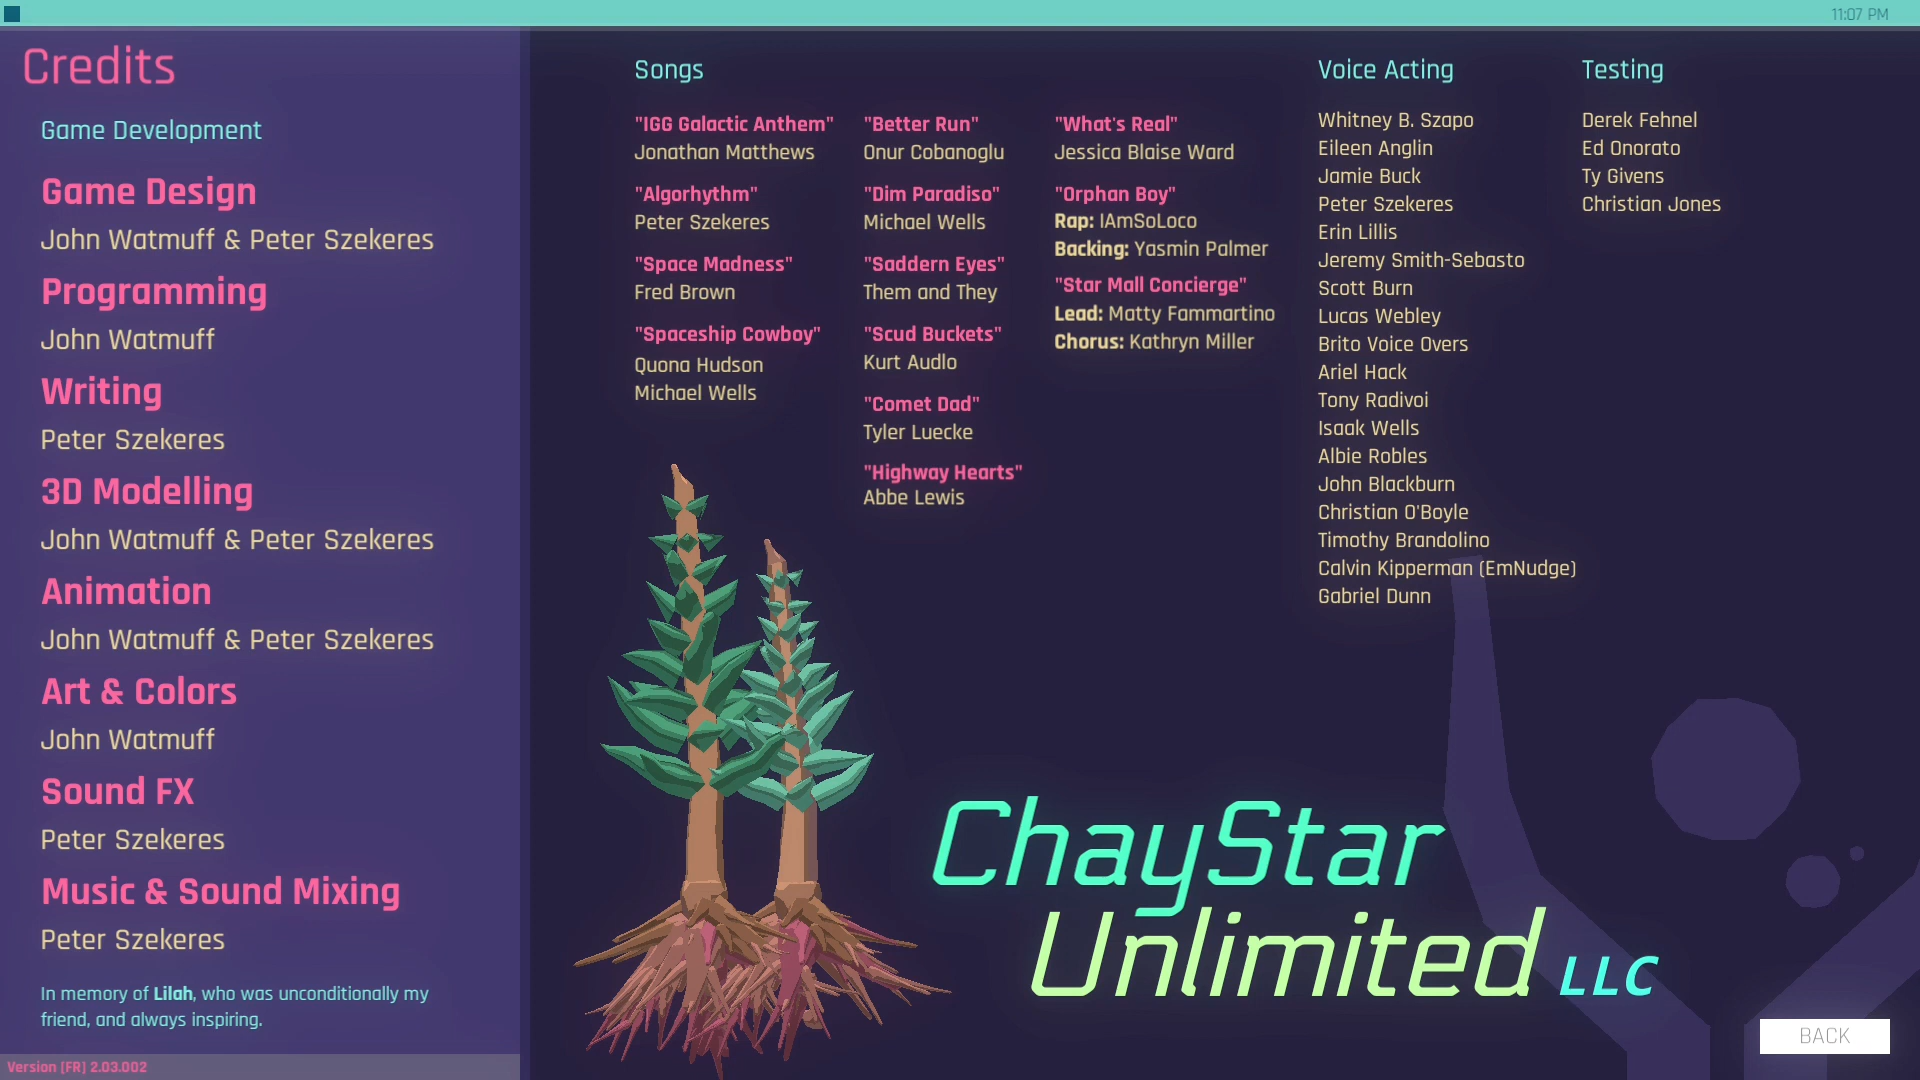 11:07 PM
Credits
Game Development
Game Design
John Watmuff & Peter Szekeres
Programming
John Watmuff
Writing
Peter Szekeres
3D Modelling
John Watmuff & Peter Szekeres
Animation
John Watmuff & Peter Szekeres
Art & Colors
John Watmuff
Sound FX
Peter Szekeres
Music & Sound Mixing
Peter Szekeres
In memory of Lilah, who was unconditionally my
friend, and always inspiring.
Version [FR] 2.03.002
Songs
"IGG Galactic Anthem"
Jonathan Matthews
"Algorhythm"
Peter Szekeres
"Space Madness"
Fred Brown
"Spaceship Cowboy"
Quona Hudson
Michael Wells
"Better Run"
Onur Cobanoglu
"Dim Paradiso"
Michael Wells
"Saddern Eyes"
Them and They
"Scud Buckets"
Kurt Audlo
"Comet Dad"
Tyler Luecke
"Highway Hearts"
Abbe Lewis
"What's Real"
Jessica Blaise Ward
"Orphan Boy"
Rap: IAmSoLoco
Backing: Yasmin Palmer
"Star Mall Concierge"
Lead: Matty Fammartino
Chorus: Kathryn Miller
Voice Acting
Whitney B. Szapo
Eileen Anglin
Jamie Buck
Peter Szekeres
Erin Lillis
Jeremy Smith-Sebasto
Scott Burn
Lucas Webley
Brito Voice Overs
Ariel Hack
Tony Radivoi
Isaak Wells
Albie Robles
John Blackburn
Christian O'Boyle
Timothy Brandolino
Calvin Kipperman (EmNudge)
Gabriel Dunn
Testing
Derek Fehnel
Ed Onorato
Ty Givens
Christian Jones
ChayStar
Unlimited LLC
BACK